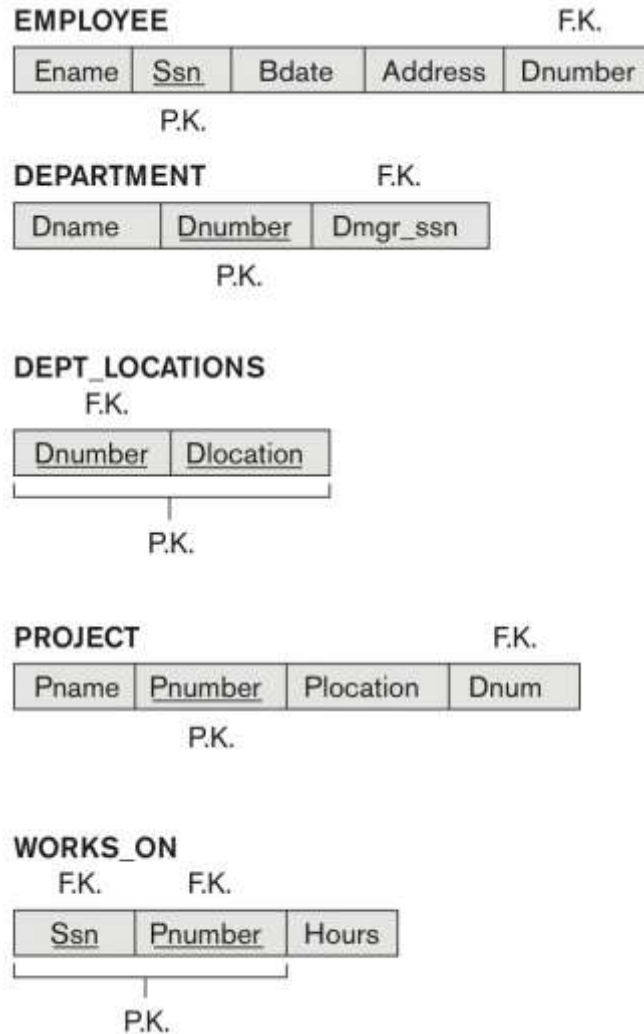 EMPLOYEE F.K.
Ename Ssn Bdate Address Dnumber
P.K.
DEPARTMENT F.K.
Dname Dnumber Dmgr_ssn
P.K.
DEPT_LOCATIONS
F.K.
Dnumber Dlocation
P.K.
PROJECT F.K.
Pname Pnumber Plocation Dnum
P.K.
WORKS_ON
F.K. F.K.
Ssn Pnumber Hours
P.K.